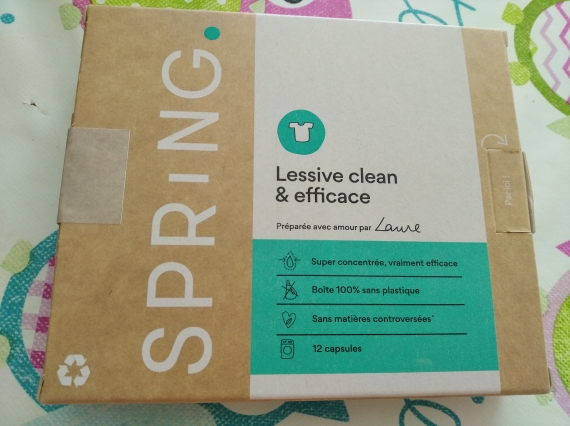 SPRING.
Lessive clean
& efficace
Préparée avec amour par Laure
Super concentrée, vraiment efficace
Boîte 100% sans plastique
Sans matières controversées*
12 capsules